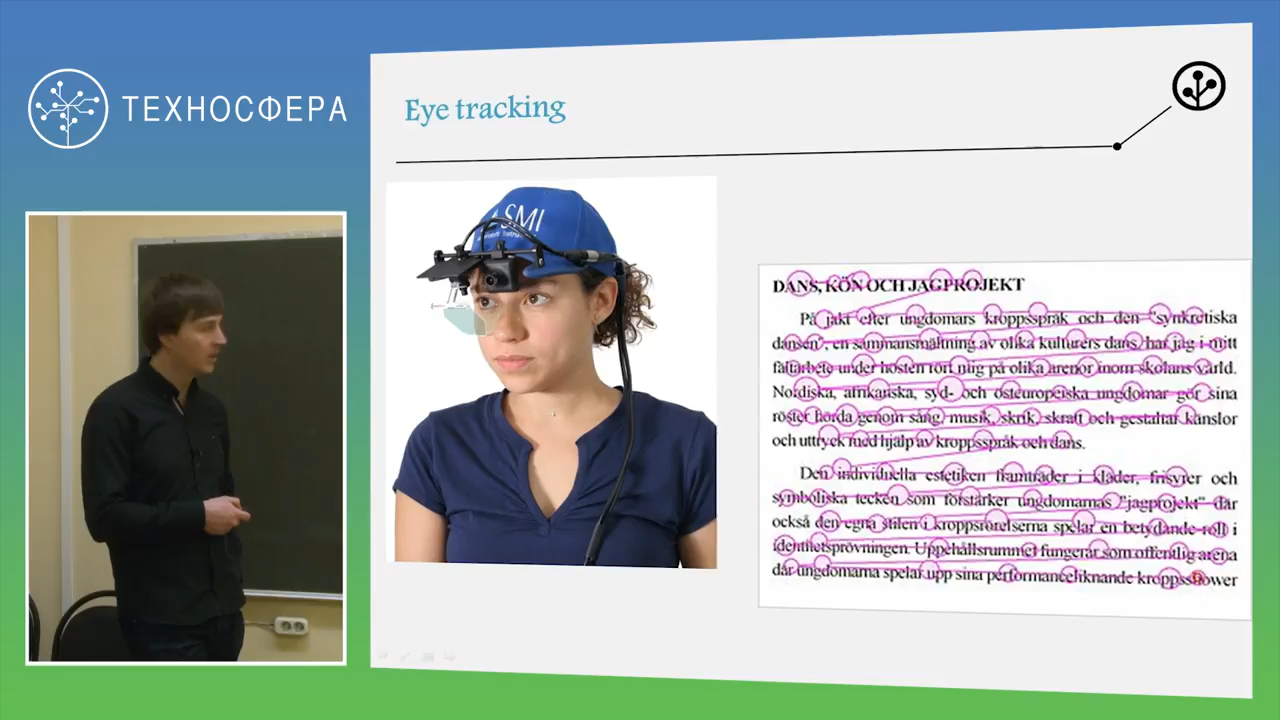 ТЕХНОСФЕРА
Eye tracking
SMI
DANS, KÖN OCH JAGPROJEKT
På jakt efter ungdomars kroppsspråk och den "synkretiska
dansen", en sammansmältning av olika kulturers dans, har jag i mitt
fältarbete under hösten rört mig på olika arenor inom skolans värld.
Nordiska, afrikanska, syd- och östeuropeiska ungdomar gör sina
röster hörda genom sång, musik, skrik, skratt och gestaltar känslor
och uttryck med hjälp av kroppsspråk och dans.
Den individuella estetiken framträder i kläder, frisyrer och
symboliska tecken som förstärker ungdomarnas "jagprojekt" där
också den egna stilen i kroppsrörelserna spelar en betydande roll i
identitetsprövningen. Uppehållsrummet fungerar som offentlig arena
där ungdomarna spelar upp sina performanceliknande kroppsshower